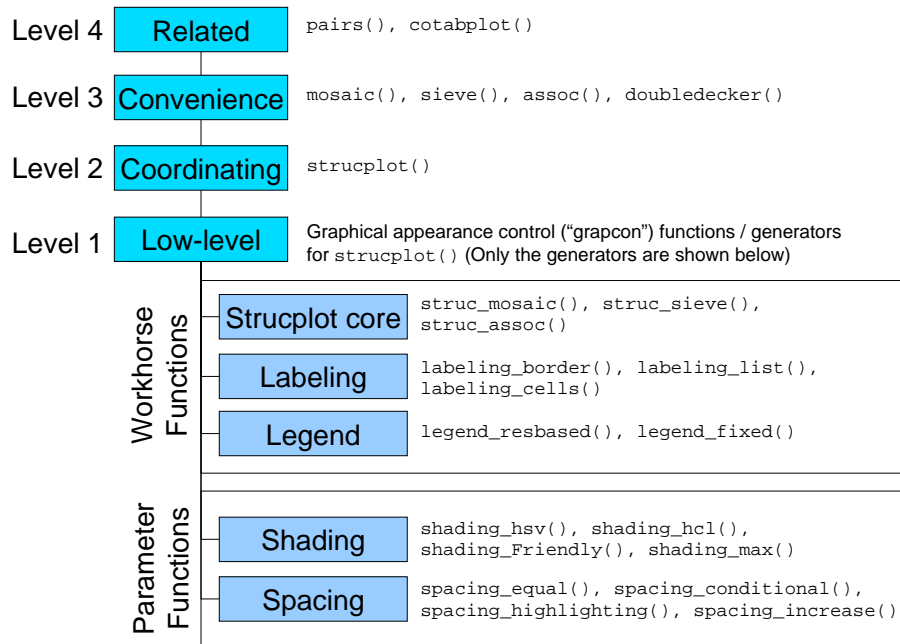 Level 4 Related pairs(), cotabplot()
Level 3 Convenience mosaic(), sieve(), assoc(), doubledecker()
Level 2 Coordinating strucplot()
Level 1 Low-level Graphical appearance control (“grapcon”) functions / generators
for strucplot() (Only the generators are shown below)
Workhorse
Functions
Strucplot core struc_mosaic(), struc_sieve(),
struc_assoc()
Labeling labeling_border(), labeling_list(),
labeling_cells()
Legend legend_resbased(), legend_fixed()
Parameter
Functions
Shading shading_hsv(), shading_hcl(),
shading_Friendly(), shading_max()
Spacing spacing_equal(), spacing_conditional(),
spacing_highlighting(), spacing_increase()